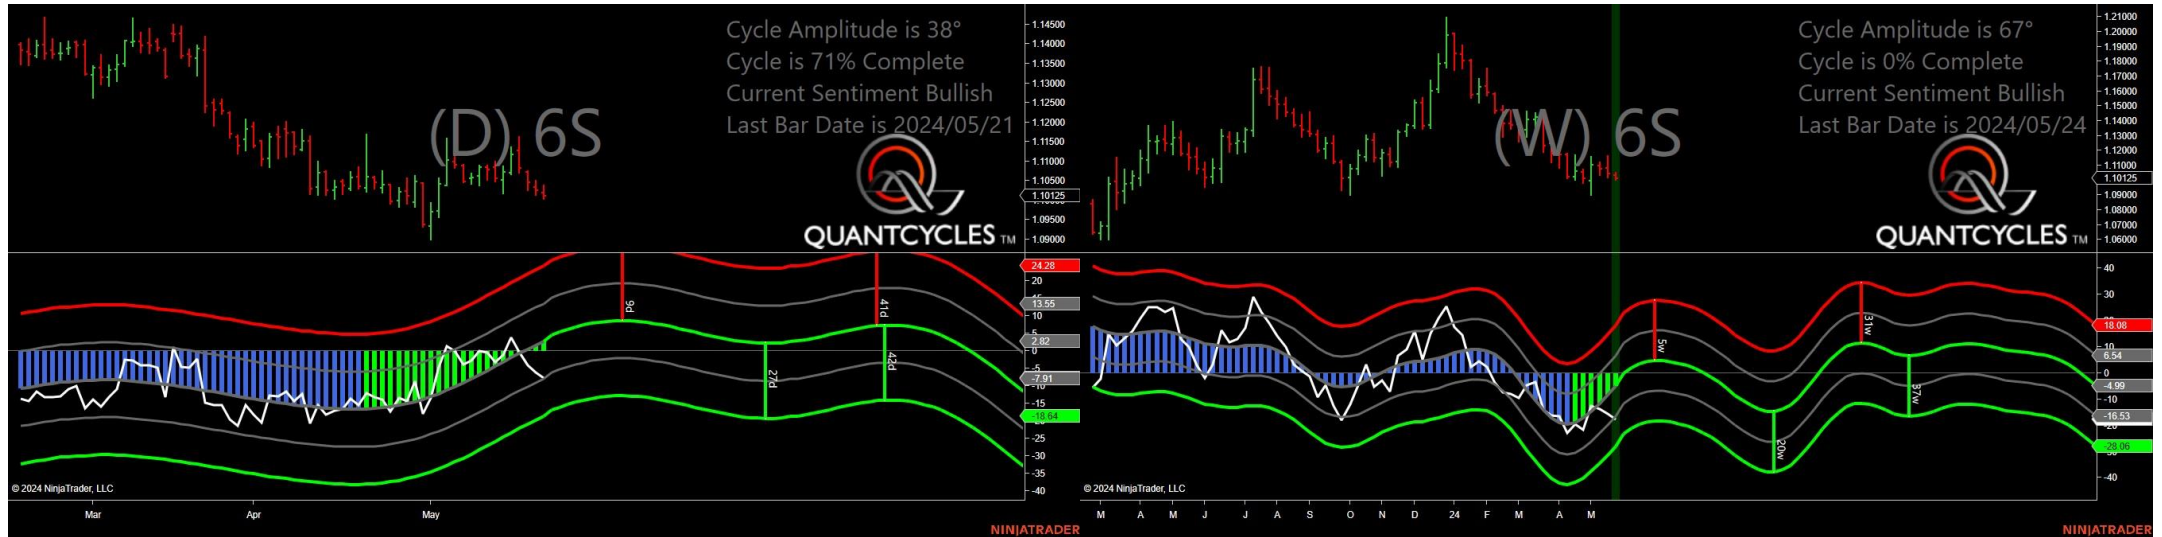 Cycle Amplitude is 38°
Cycle is 71% Complete
Current Sentiment Bullish
Last Bar Date is 2024/05/21
(D) 6S
QUANTCYCLES TM
1.14500
1.14000
1.13500
1.13000
1.12500
1.12000
1.11500
1.11000
1.10500
1.10125
1.09500
1.09000
24.28
20
13.55
10
5
2.82
0
-7.91
-10
-15
-18.64
-25
-30
-35
-40
9d
27d
41d
42d
© 2024 NinjaTrader, LLC
Mar Apr May
NINJATRADER
Cycle Amplitude is 67°
Cycle is 0% Complete
Current Sentiment Bullish
Last Bar Date is 2024/05/24
(W) 6S
QUANTCYCLES TM
1.21000
1.20000
1.19000
1.18000
1.17000
1.16000
1.15000
1.14000
1.13000
1.12000
1.11000
1.10125
1.09000
1.08000
1.07000
1.06000
40
30
18.08
6.54
0
-4.99
-10
-16.53
-28.06
-40
5w
20w
31w
37w
© 2024 NinjaTrader, LLC
M A M J J A S O N D 24 F M A M
NINJATRADER